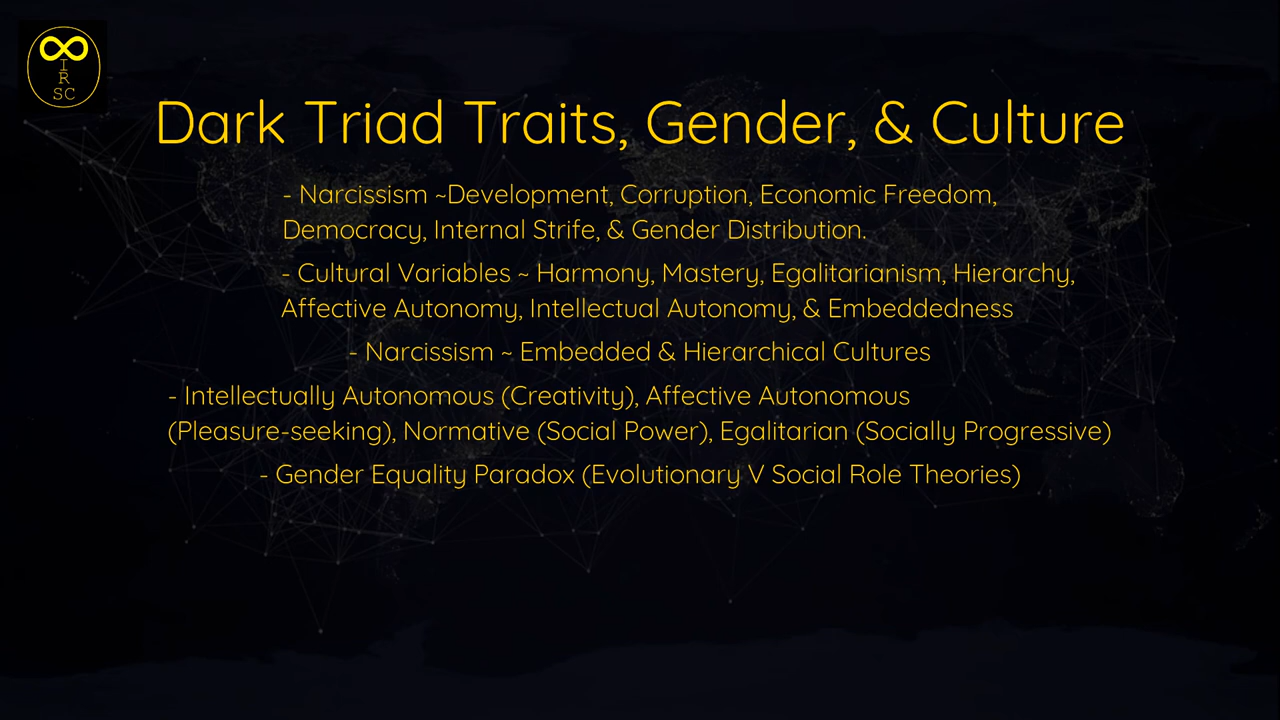 ∞
I
R
SC
Dark Triad Traits, Gender, & Culture
- Narcissism ~Development, Corruption, Economic Freedom,
Democracy, Internal Strife, & Gender Distribution.
- Cultural Variables ~ Harmony, Mastery, Egalitarianism, Hierarchy,
Affective Autonomy, Intellectual Autonomy, & Embeddedness
- Narcissism ~ Embedded & Hierarchical Cultures
- Intellectually Autonomous (Creativity), Affective Autonomous
(Pleasure-seeking), Normative (Social Power), Egalitarian (Socially Progressive)
- Gender Equality Paradox (Evolutionary V Social Role Theories)